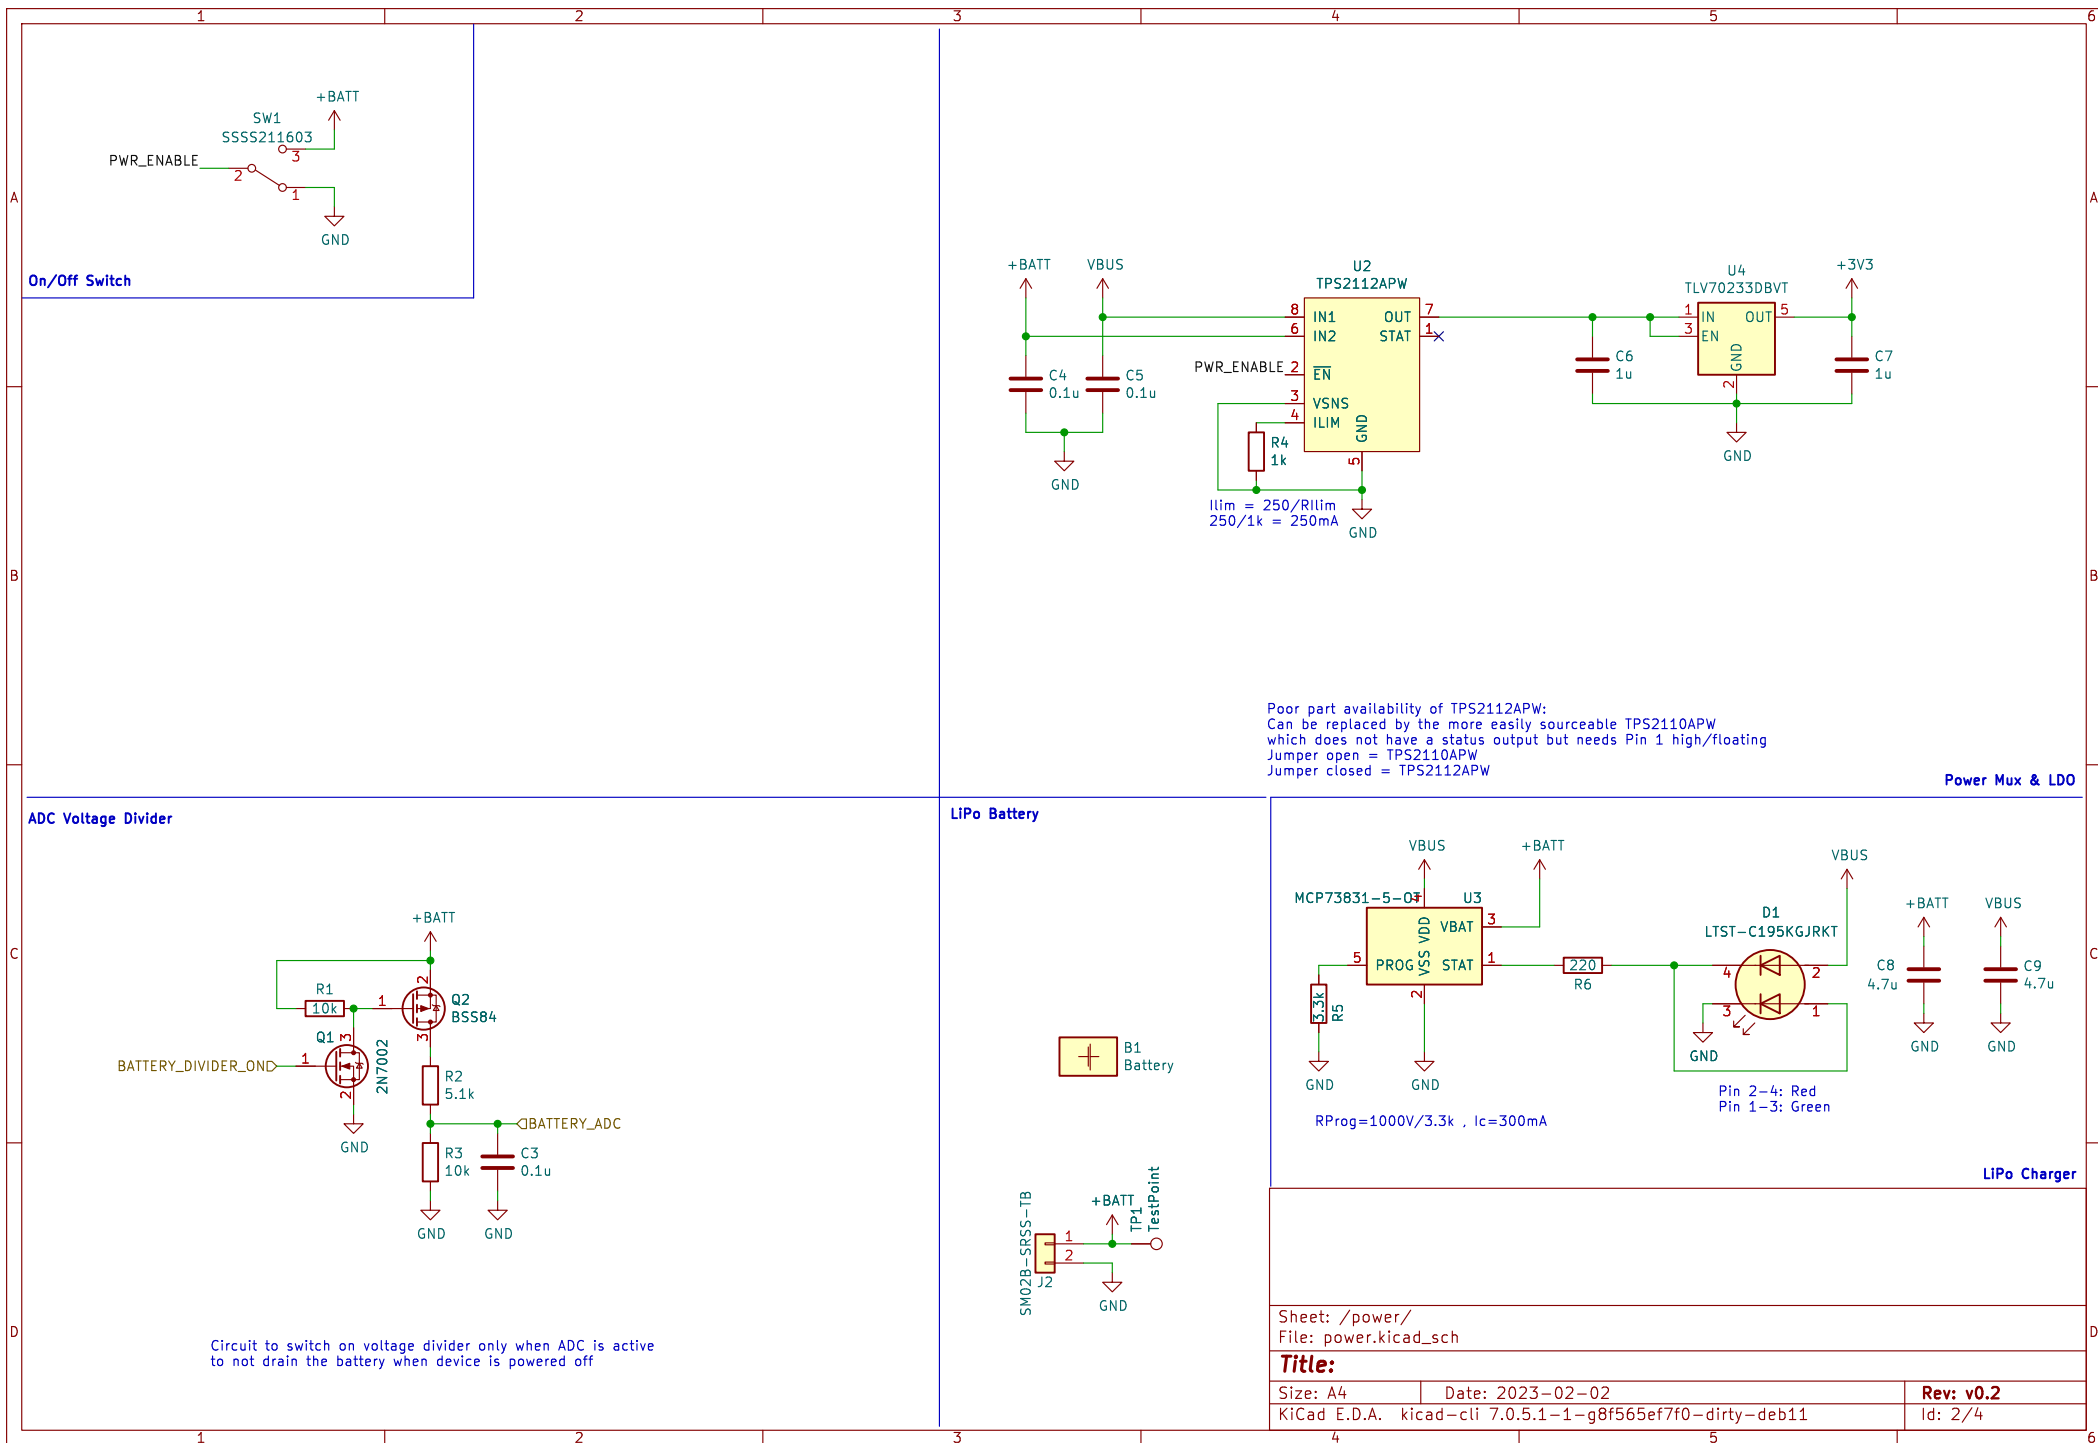 1 2 3 4 5 6
A A
B B
C C
D D
+BATT
SW1
SSSS211603
3
PWR_ENABLE
2
1
GND
On/Off Switch
+BATT
VBUS
U2
TPS2112APW
8 IN1
6 IN2
PWR_ENABLE 2 EN
3 VSNS
4 ILIM
OUT 7
STAT 1
GND
5
C4
0.1u
C5
0.1u
GND
R4
1k
Ilim = 250/RIlim
250/1k = 250mA
GND
U4
TLV70233DBVT
1 IN
3 EN
OUT 5
GND
2
+3V3
C6
1u
C7
1u
GND
Poor part availability of TPS2112APW:
Can be replaced by the more easily sourceable TPS2110APW
which does not have a status output but needs Pin 1 high/floating
Jumper open = TPS2110APW
Jumper closed = TPS2112APW
Power Mux & LDO
ADC Voltage Divider
+BATT
2
R1
10k
1
Q2
BSS84
3
Q1
3
BATTERY_DIVIDER_ON
1
2N7002
2
GND
R2
5.1k
BATTERY_ADC
R3
10k
C3
0.1u
GND
GND
Circuit to switch on voltage divider only when ADC is active
to not drain the battery when device is powered off
LiPo Battery
B1
Battery
+BATT
TP1
TestPoint
SM02B-SRSS-TB
1
2
J2
GND
VBUS
+BATT
MCP73831-5-OT
4
U3
VDD
VBAT 3
5 PROG
VSS
STAT 1
2
3.3k
R5
GND
GND
220
R6
VBUS
D1
LTST-C195KGJRKT
4
2
3
1
GND
Pin 2-4: Red
Pin 1-3: Green
+BATT
C8
4.7u
GND
VBUS
C9
4.7u
GND
RProg=1000V/3.3k , Ic=300mA
LiPo Charger
Sheet: /power/
File: power.kicad_sch
Title:
Size: A4
Date: 2023-02-02
Rev: v0.2
KiCad E.D.A. kicad-cli 7.0.5.1-1-g8f565ef7f0-dirty-deb11
Id: 2/4
1 2 3 4 5 6